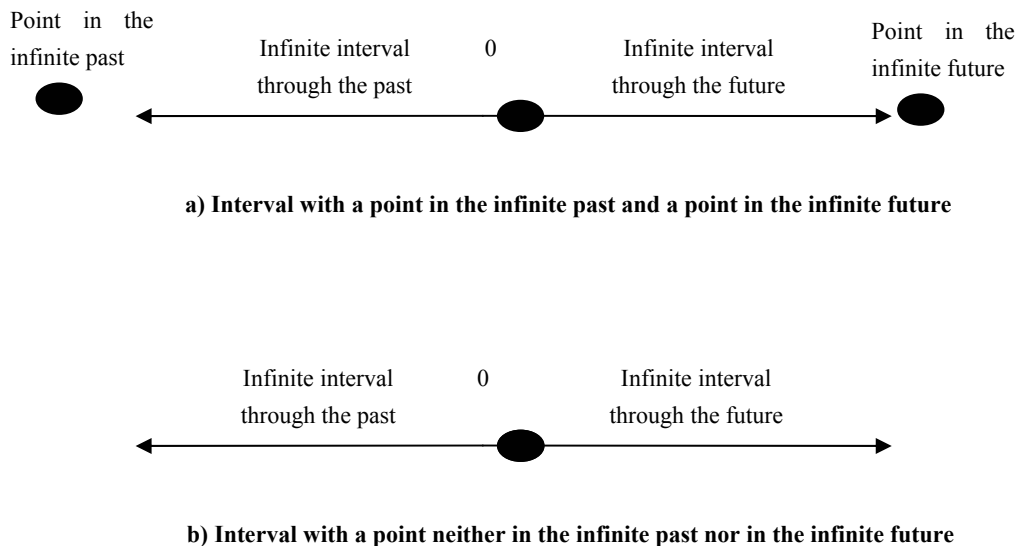 Point in the
infinite past
Infinite interval
through the past
0
Infinite interval
through the future
Point in the
infinite future
a) Interval with a point in the infinite past and a point in the infinite future
Infinite interval
through the past
0
Infinite interval
through the future
b) Interval with a point neither in the infinite past nor in the infinite future